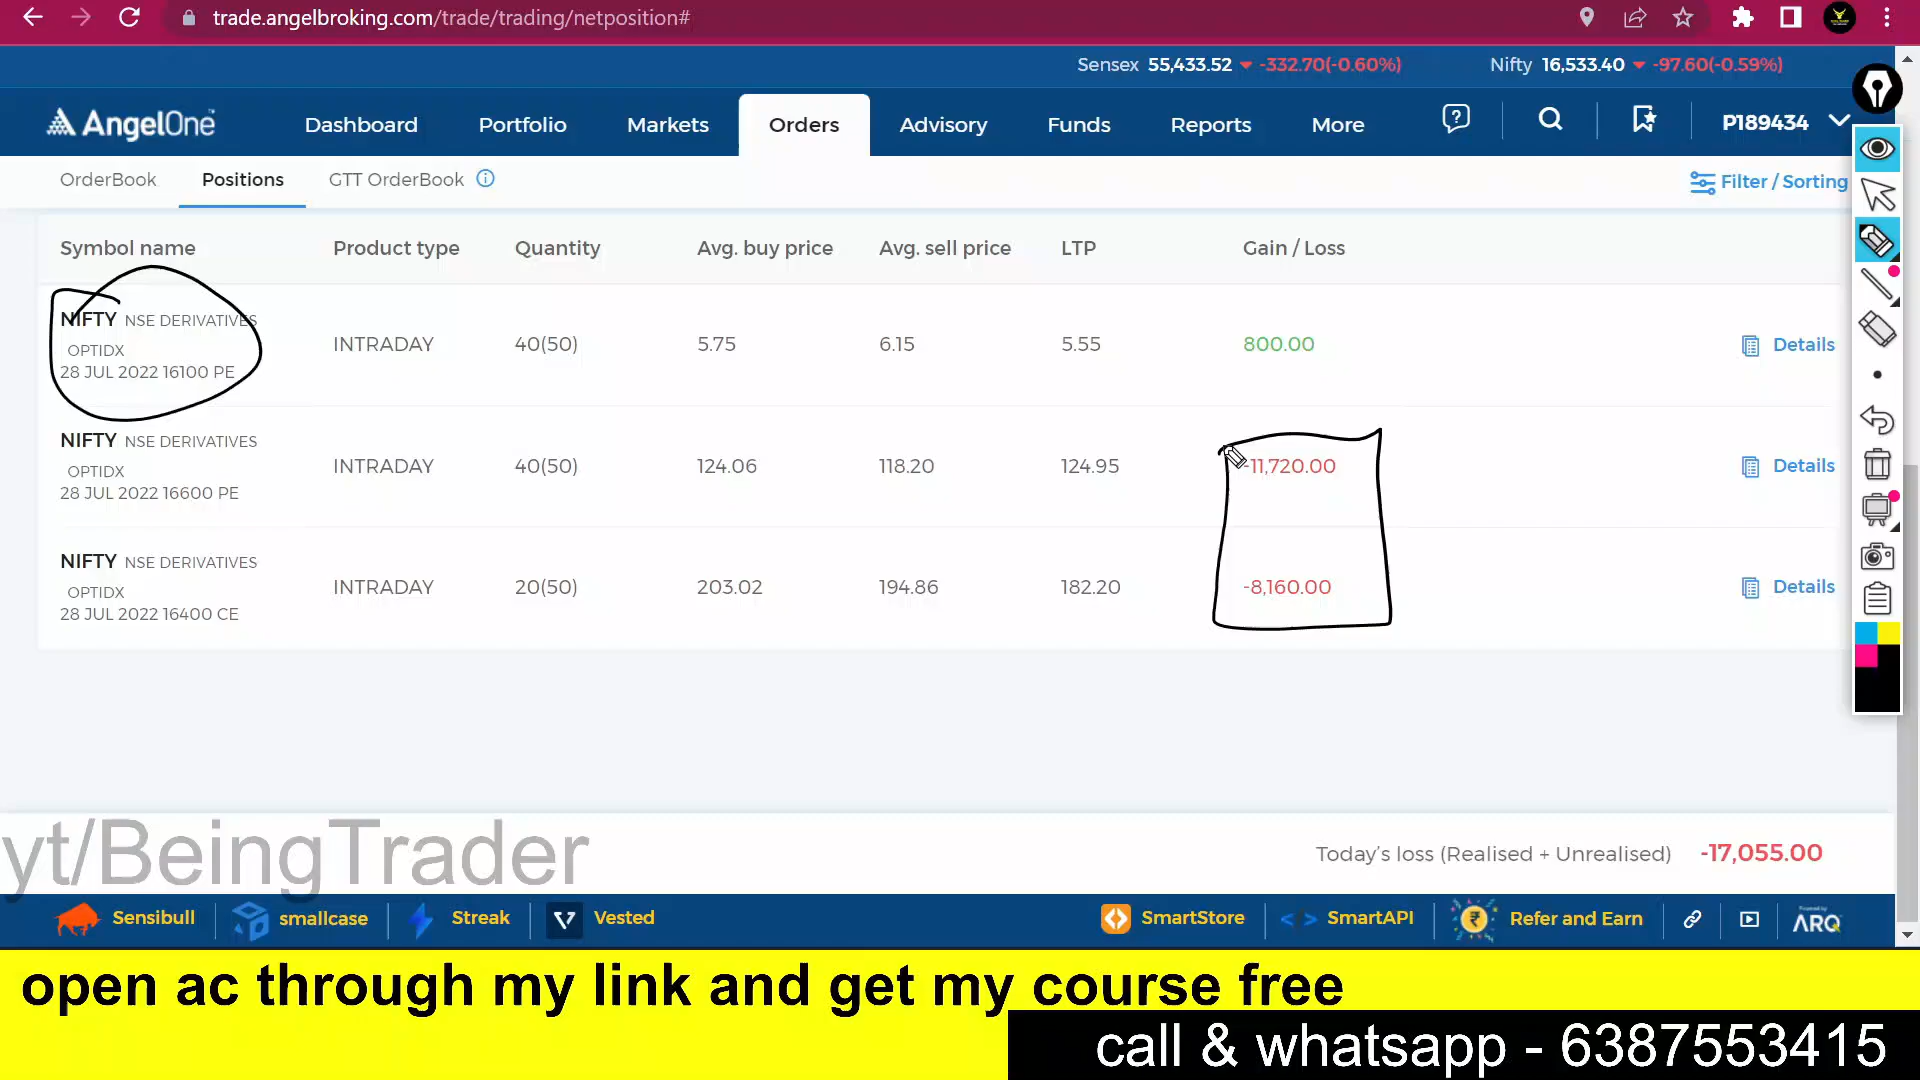 trade.angelbroking.com/trade/trading/netposition#
Sensex 55,433.52 -332.70(-0.60%) Nifty 16,533.40 -97.60(-0.59%)
AngelOne Dashboard Portfolio Markets Orders Advisory Funds Reports More P189434
OrderBook Positions GTT OrderBook Filter / Sorting
Symbol name Product type Quantity Avg. buy price Avg. sell price LTP Gain / Loss
NIFTY NSE DERIVATIVES
OPTIDX
28 JUL 2022 16100 PE
INTRADAY 40(50) 5.75 6.15 5.55 800.00 Details
NIFTY NSE DERIVATIVES
OPTIDX
28 JUL 2022 16600 PE
INTRADAY 40(50) 124.06 118.20 124.95 -11,720.00 Details
NIFTY NSE DERIVATIVES
OPTIDX
28 JUL 2022 16400 CE
INTRADAY 20(50) 203.02 194.86 182.20 -8,160.00 Details
yt/BeingTrader
Today's loss (Realised + Unrealised) -17,055.00
Sensibull smallcase Streak Vested SmartStore SmartAPI Refer and Earn Powered by ARQ
open ac through my link and get my course free
call & whatsapp - 6387553415